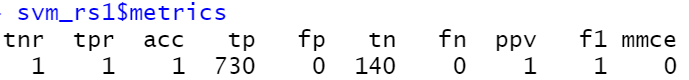 svm_rs1$metrics
tnr tpr acc tp fp tn fn ppv f1 mmce
1 1 1 730 0 140 0 1 1 0